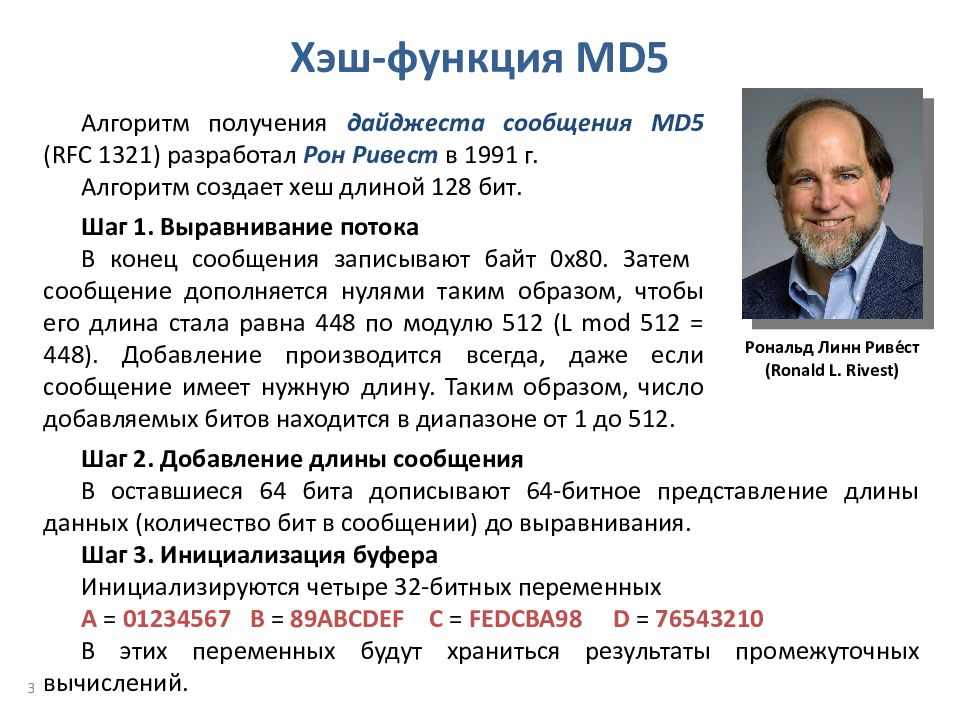 Хэш-функция MD5
Алгоритм получения дайджеста сообщения MD5
(RFC 1321) разработал Рон Ривест в 1991 г.
Алгоритм создает хеш длиной 128 бит.
Шаг 1. Выравнивание потока
В конец сообщения записывают байт 0x80. Затем
сообщение дополняется нулями таким образом, чтобы
его длина стала равна 448 по модулю 512 (L mod 512 =
448). Добавление производится всегда, даже если
сообщение имеет нужную длину. Таким образом, число
добавляемых битов находится в диапазоне от 1 до 512.
Рональд Линн Риве́ст
(Ronald L. Rivest)
Шаг 2. Добавление длины сообщения
В оставшиеся 64 бита дописывают 64-битное представление длины
данных (количество бит в сообщении) до выравнивания.
Шаг 3. Инициализация буфера
Инициализируются четыре 32-битных переменных
A = 01234567 B = 89ABCDEF C = FEDCBA98 D = 76543210
В этих переменных будут храниться результаты промежуточных
вычислений.
3